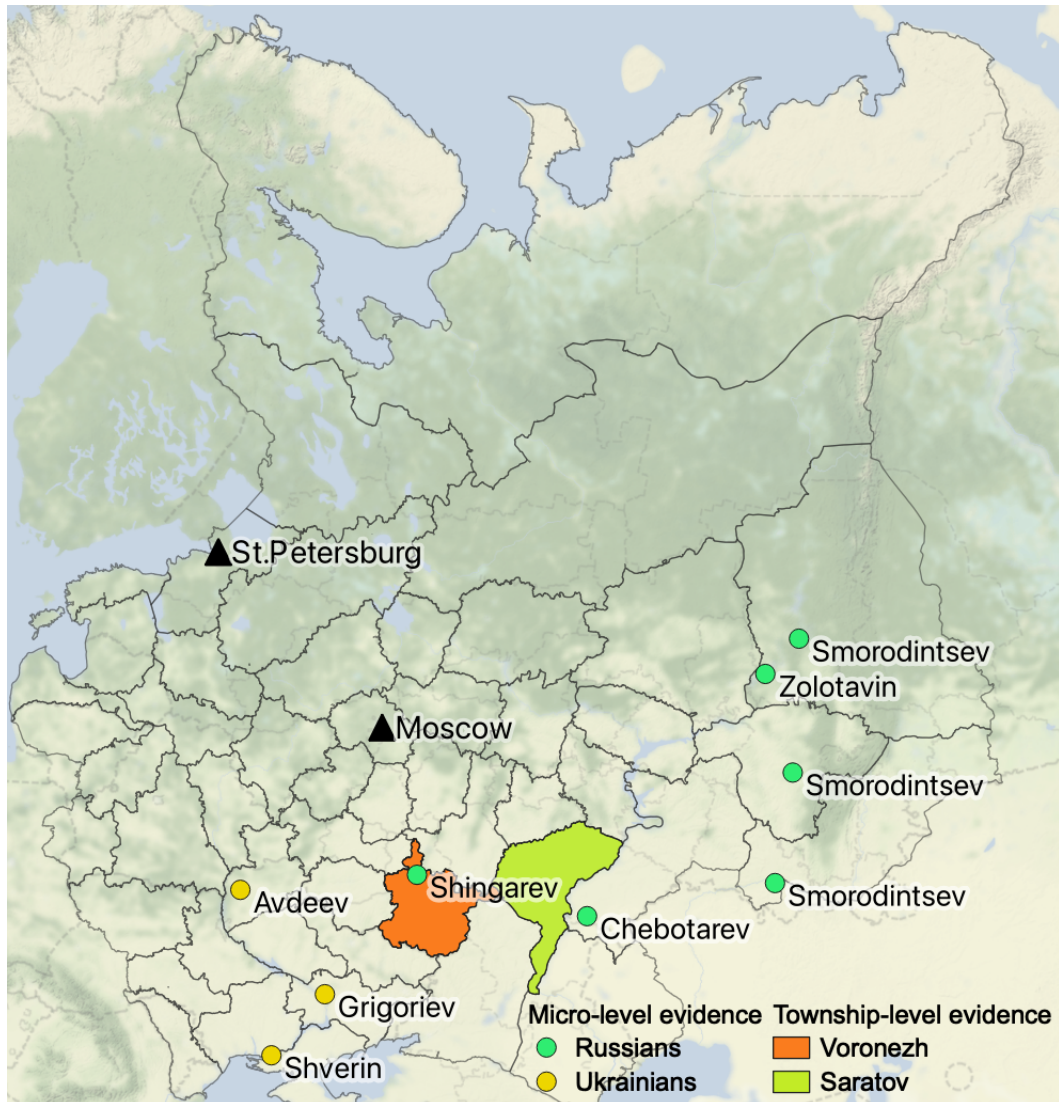 St.Petersburg
Smorodintsev
Zolotavin
Moscow
Smorodintsev
Shingarev
Smorodintsev
Avdeev
Chebotarev
Grigoriev
Shverin
Micro-level evidence
Russians
Ukrainians
Township-level evidence
Voronezh
Saratov